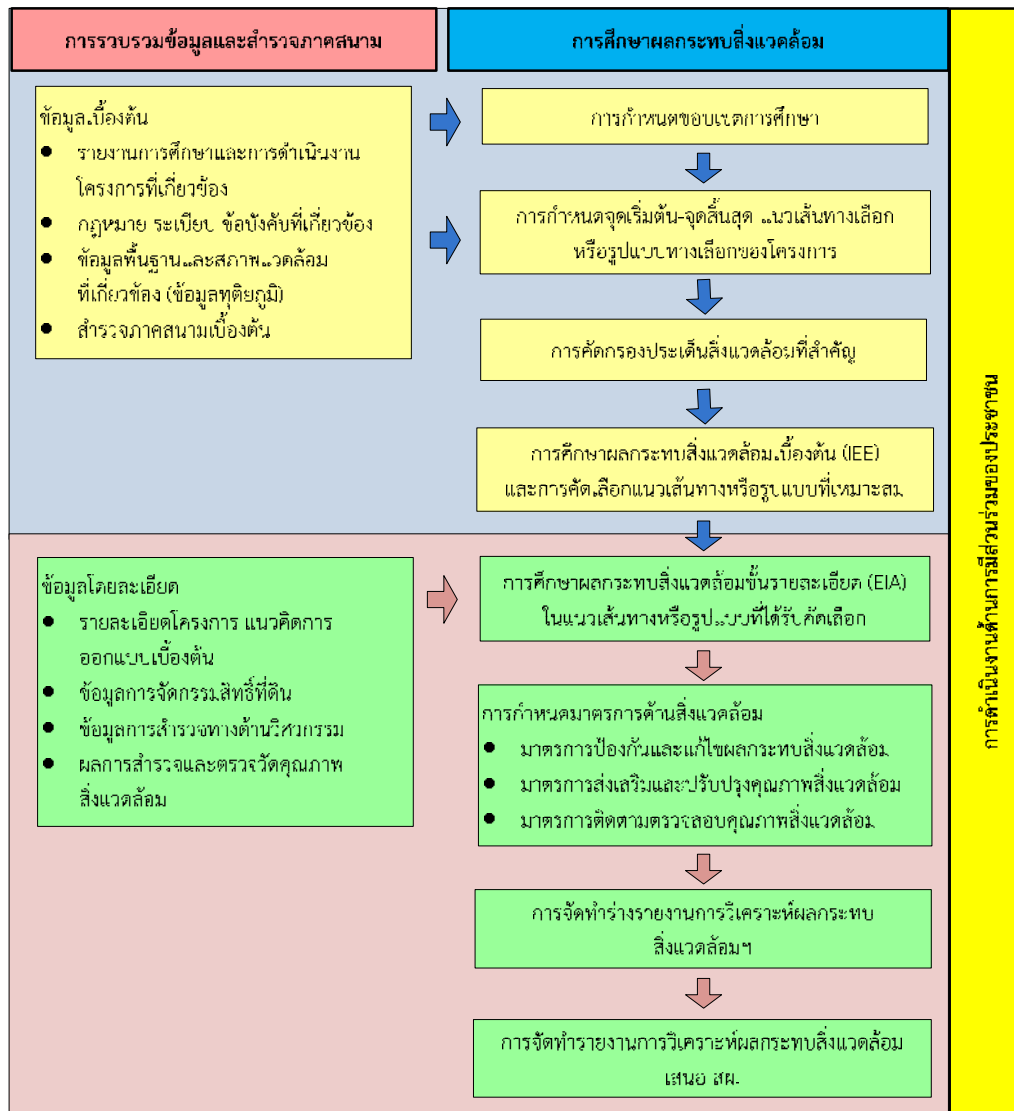 การรวบรวมข้อมูลและสำรวจภาคสนาม
การศึกษาผลกระทบสิ่งแวดล้อม
ข้อมูลเบื้องต้น
● รายงานการศึกษาและการดำเนินงาน
โครงการที่เกี่ยวข้อง
● กฎหมาย ระเบียบ ข้อบังคับที่เกี่ยวข้อง
● ข้อมูลพื้นฐานและสภาพแวดล้อม
ที่เกี่ยวข้อง (ข้อมูลทุติยภูมิ)
● สำรวจภาคสนามเบื้องต้น
การกำหนดขอบเขตการศึกษา
การกำหนดจุดเริ่มต้น-จุดสิ้นสุด แนวเส้นทางเลือก
หรือรูปแบบทางเลือกของโครงการ
การคัดกรองประเด็นสิ่งแวดล้อมที่สำคัญ
การศึกษาผลกระทบสิ่งแวดล้อมเบื้องต้น (IEE)
และการคัดเลือกแนวเส้นทางหรือรูปแบบที่เหมาะสม
ข้อมูลโดยละเอียด
● รายละเอียดโครงการ แนวคิดการ
ออกแบบเบื้องต้น
● ข้อมูลการจัดกรรมสิทธิ์ที่ดิน
● ข้อมูลการสำรวจทางด้านวิศวกรรม
● ผลการสำรวจและตรวจวัดคุณภาพ
สิ่งแวดล้อม
การศึกษาผลกระทบสิ่งแวดล้อมขั้นรายละเอียด (EIA)
ในแนวเส้นทางหรือรูปแบบที่ได้รับคัดเลือก
การกำหนดมาตรการด้านสิ่งแวดล้อม
● มาตรการป้องกันและแก้ไขผลกระทบสิ่งแวดล้อม
● มาตรการส่งเสริมและปรับปรุงคุณภาพสิ่งแวดล้อม
● มาตรการติดตามตรวจสอบคุณภาพสิ่งแวดล้อม
การจัดทำร่างรายงานการวิเคราะห์ผลกระทบ
สิ่งแวดล้อมฯ
การจัดทำรายงานการวิเคราะห์ผลกระทบสิ่งแวดล้อม
เสนอ สผ.
การดำเนินงานด้านการมีส่วนร่วมของประชาชน